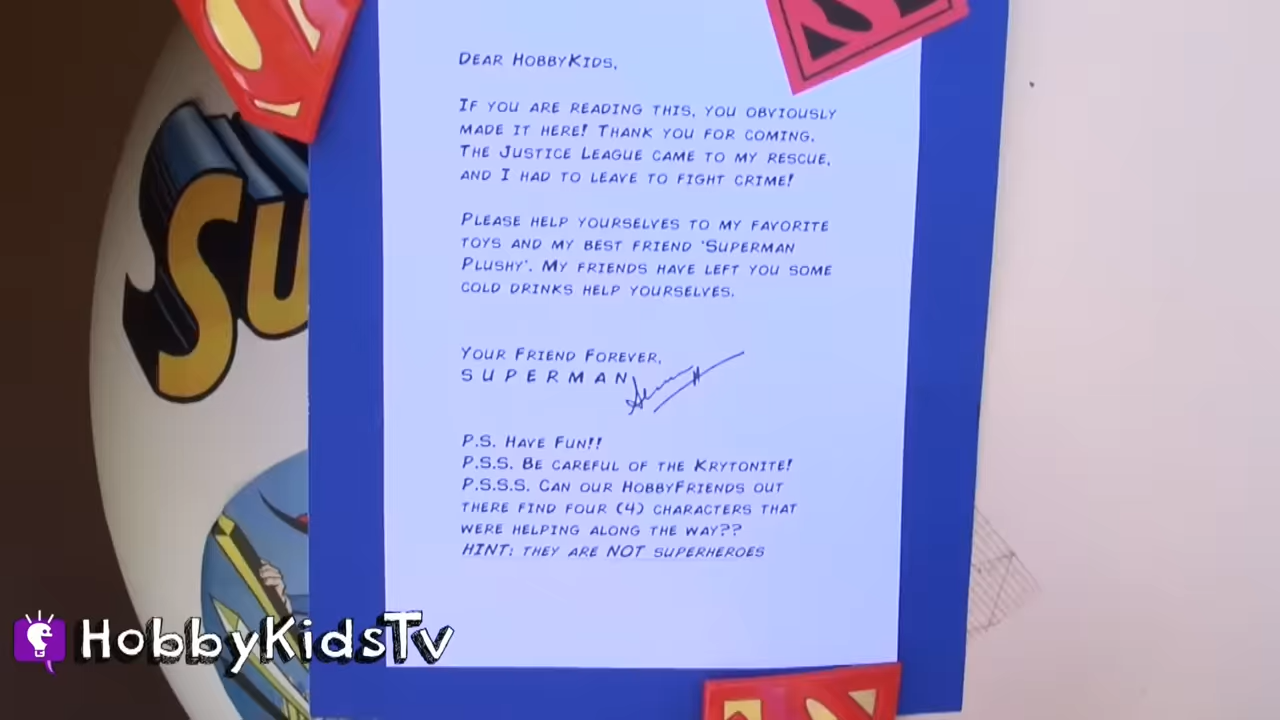 DEAR HOBBYKIDS,
IF YOU ARE READING THIS, YOU OBVIOUSLY
MADE IT HERE! THANK YOU FOR COMING.
THE JUSTICE LEAGUE CAME TO MY RESCUE,
AND I HAD TO LEAVE TO FIGHT CRIME!
PLEASE HELP YOURSELVES TO MY FAVORITE
TOYS AND MY BEST FRIEND 'SUPERMAN
PLUSHY'. MY FRIENDS HAVE LEFT YOU SOME
COLD DRINKS HELP YOURSELVES.
YOUR FRIEND FOREVER,
SUPERMAN
P.S. HAVE FUN!!
P.S.S. BE CAREFUL OF THE KRYTONITE!
P.S.S.S. CAN OUR HOBBYFRIENDS OUT
THERE FIND FOUR (4) CHARACTERS THAT
WERE HELPING ALONG THE WAY??
HINT: THEY ARE NOT SUPERHEROES
SU
HobbyKidsTv